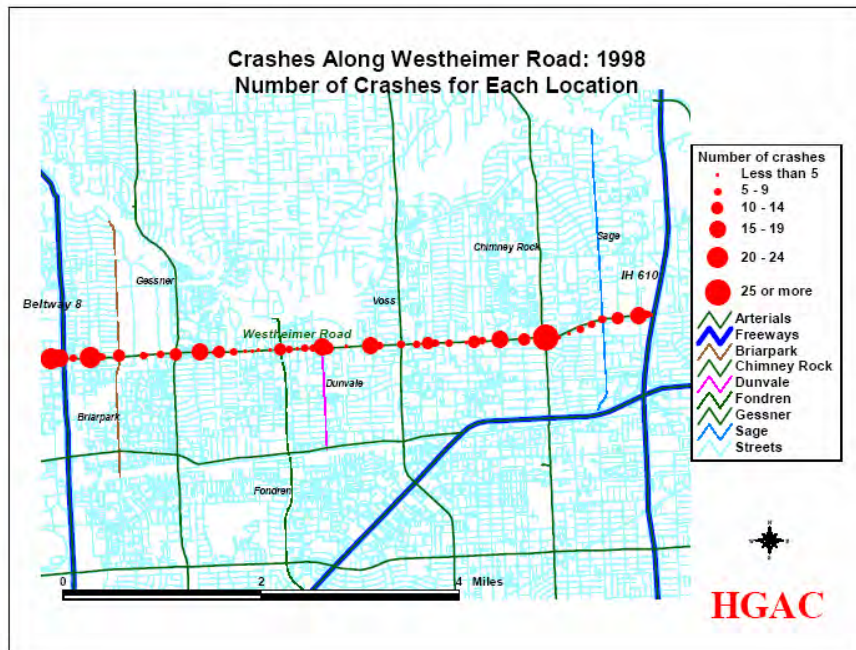 Crashes Along Westheimer Road: 1998
Number of Crashes for Each Location
Number of crashes
Less than 5
5 - 9
10 - 14
15 - 19
20 - 24
25 or more
Arterials
Freeways
Briarpark
Chimney Rock
Dunvale
Fondren
Gessner
Sage
Streets
Sage
Chimney Rock
IH 610
Gessner
Beltway 8
Voss
Westheimer Road
Dunvale
Briarpark
Fondren
0
2
4
Miles
HGAC